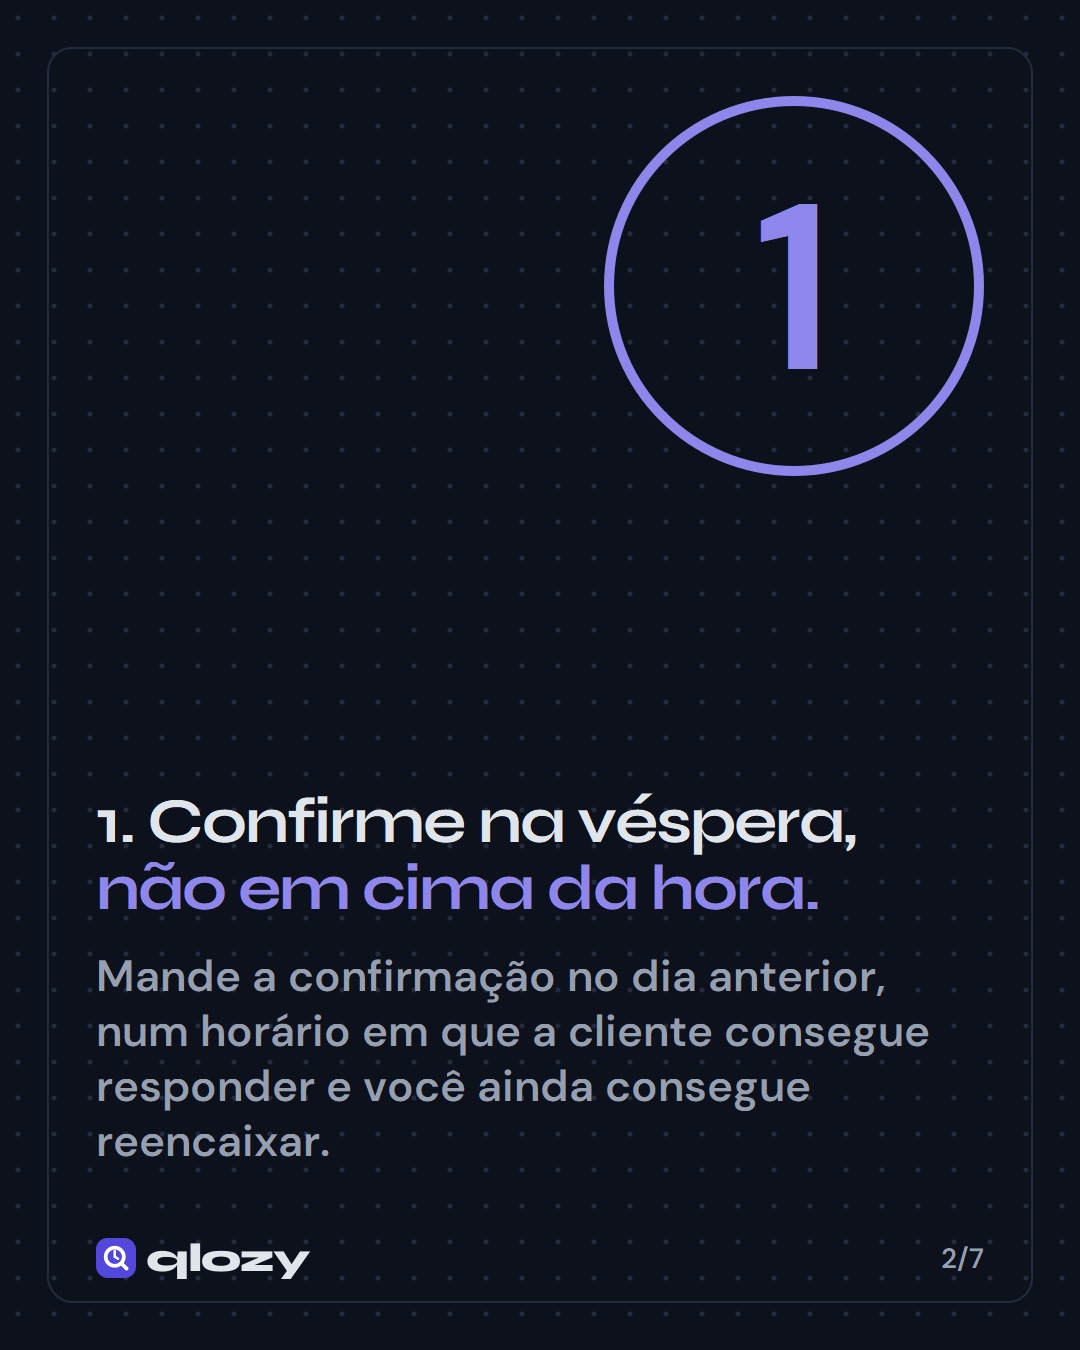 1
1. Confirme na véspera,
não em cima da hora.
Mande a confirmação no dia anterior,
num horário em que a cliente consegue
responder e você ainda consegue
reencaixar.
qlozy
2/7